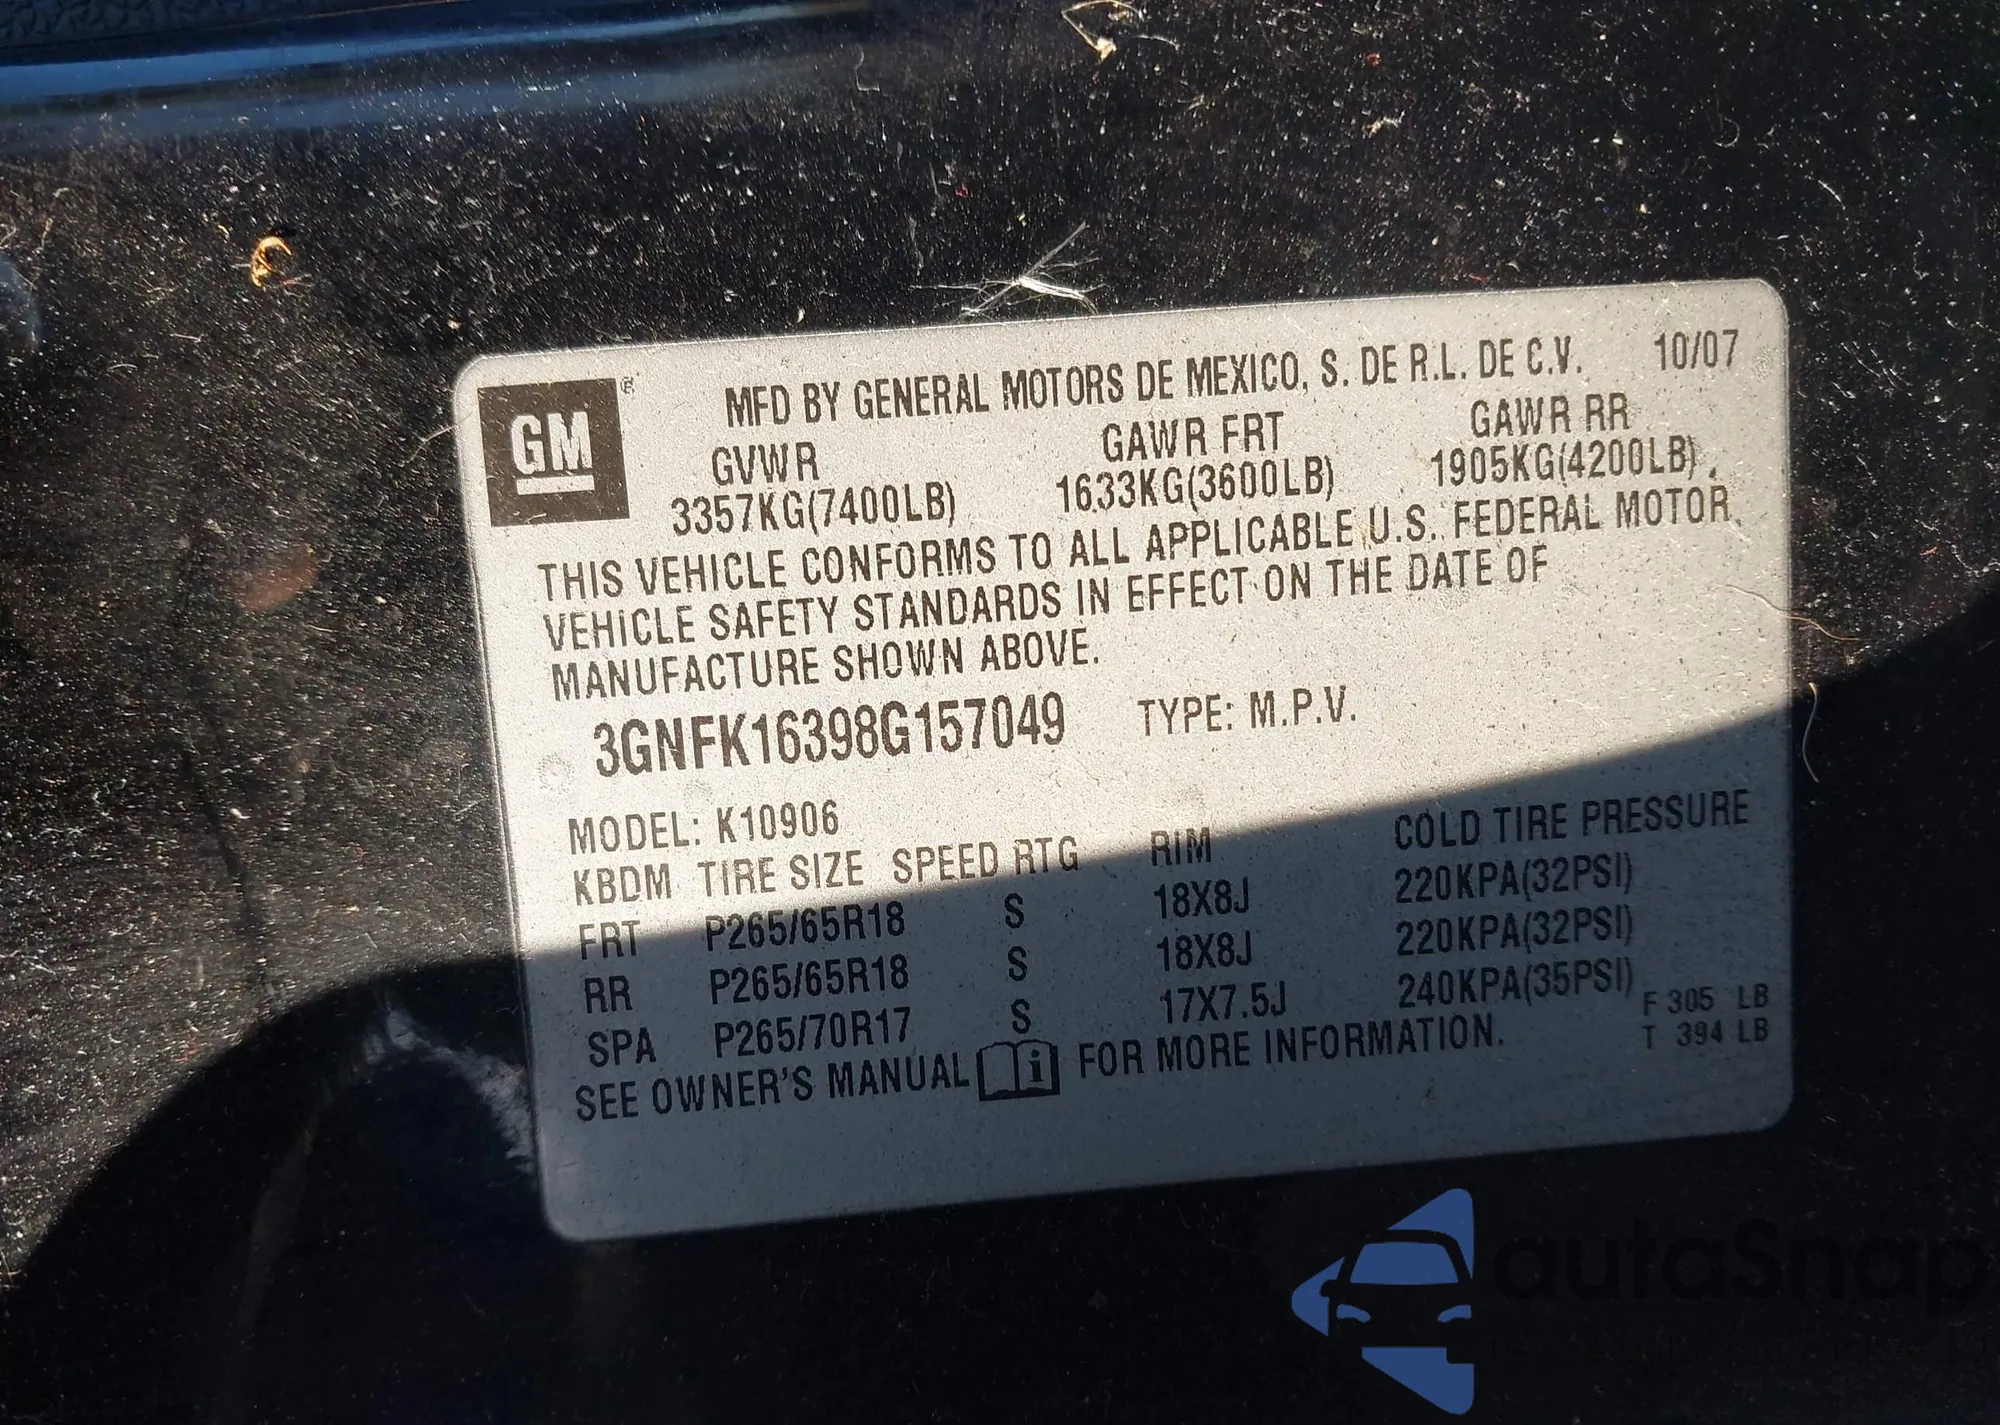 GM ® MFD BY GENERAL MOTORS DE MEXICO, S. DE R.L. DE C.V. 10/07
GVWR GAWR FRT GAWR RR
3357KG(7400LB) 1633KG(3600LB) 1905KG(4200LB)
THIS VEHICLE CONFORMS TO ALL APPLICABLE U.S. FEDERAL MOTOR
VEHICLE SAFETY STANDARDS IN EFFECT ON THE DATE OF
MANUFACTURE SHOWN ABOVE.
3GNFK16398G157049 TYPE: M.P.V.
MODEL: K10906
KBDM TIRE SIZE SPEED RTG RIM COLD TIRE PRESSURE
FRT P265/65R18 S 18X8J 220KPA(32PSI)
RR P265/65R18 S 18X8J 220KPA(32PSI)
SPA P265/70R17 S 17X7.5J 240KPA(35PSI) F 305 LB
T 394 LB
SEE OWNER'S MANUAL i FOR MORE INFORMATION.
autaSnap